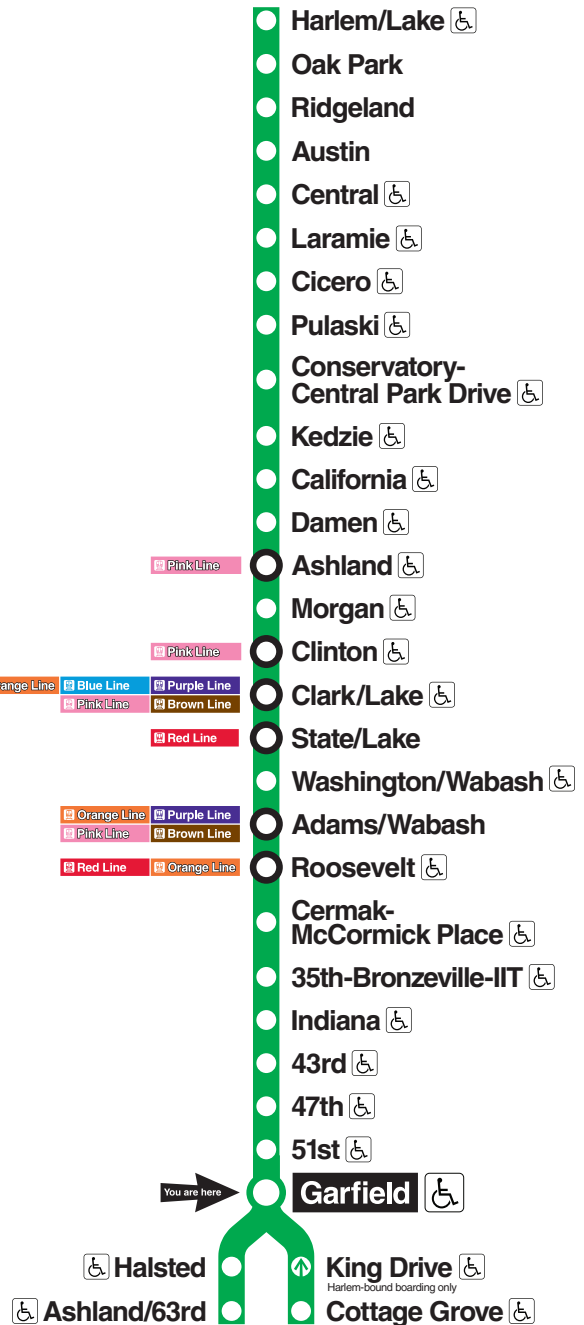 Harlem/Lake
Oak Park
Ridgeland
Austin
Central
Laramie
Cicero
Pulaski
Conservatory-
Central Park Drive
Kedzie
California
Damen
Pink Line
Ashland
Morgan
Pink Line
Clinton
Blue Line
Purple Line
Pink Line
Brown Line
Clark/Lake
Red Line
State/Lake
Washington/Wabash
Orange Line
Purple Line
Pink Line
Brown Line
Adams/Wabash
Red Line
Orange Line
Roosevelt
Cermak-
McCormick Place
35th-Bronzeville-IIT
Indiana
43rd
47th
51st
You are here
Garfield
Halsted
King Drive
Harlem-bound boarding only
Ashland/63rd
Cottage Grove